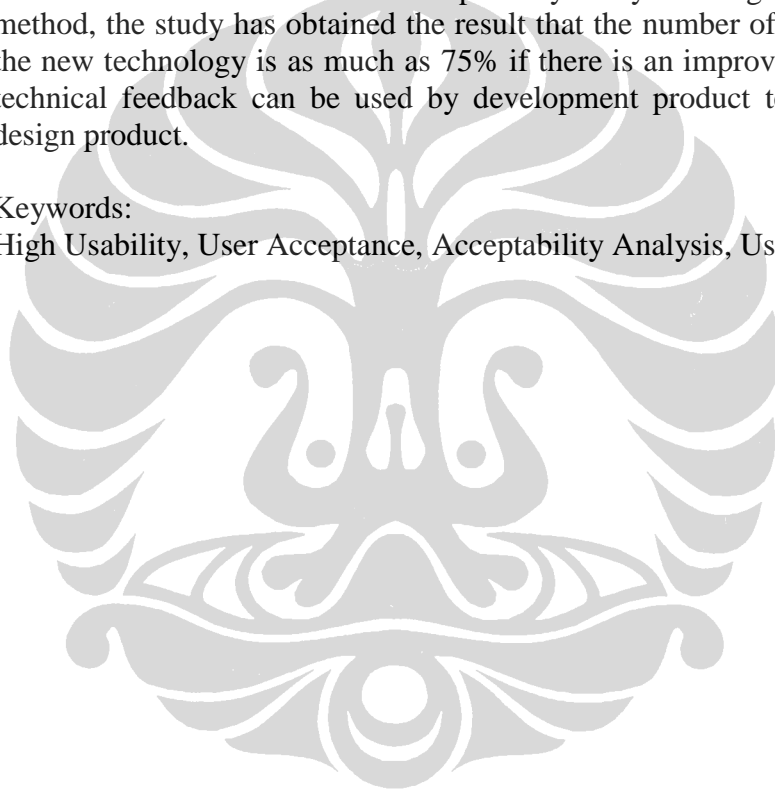 method, the study has obtained the result that the number of
the new technology is as much as 75% if there is an improv
technical feedback can be used by development product t
design product.
Keywords:
High Usability, User Acceptance, Acceptability Analysis, Us